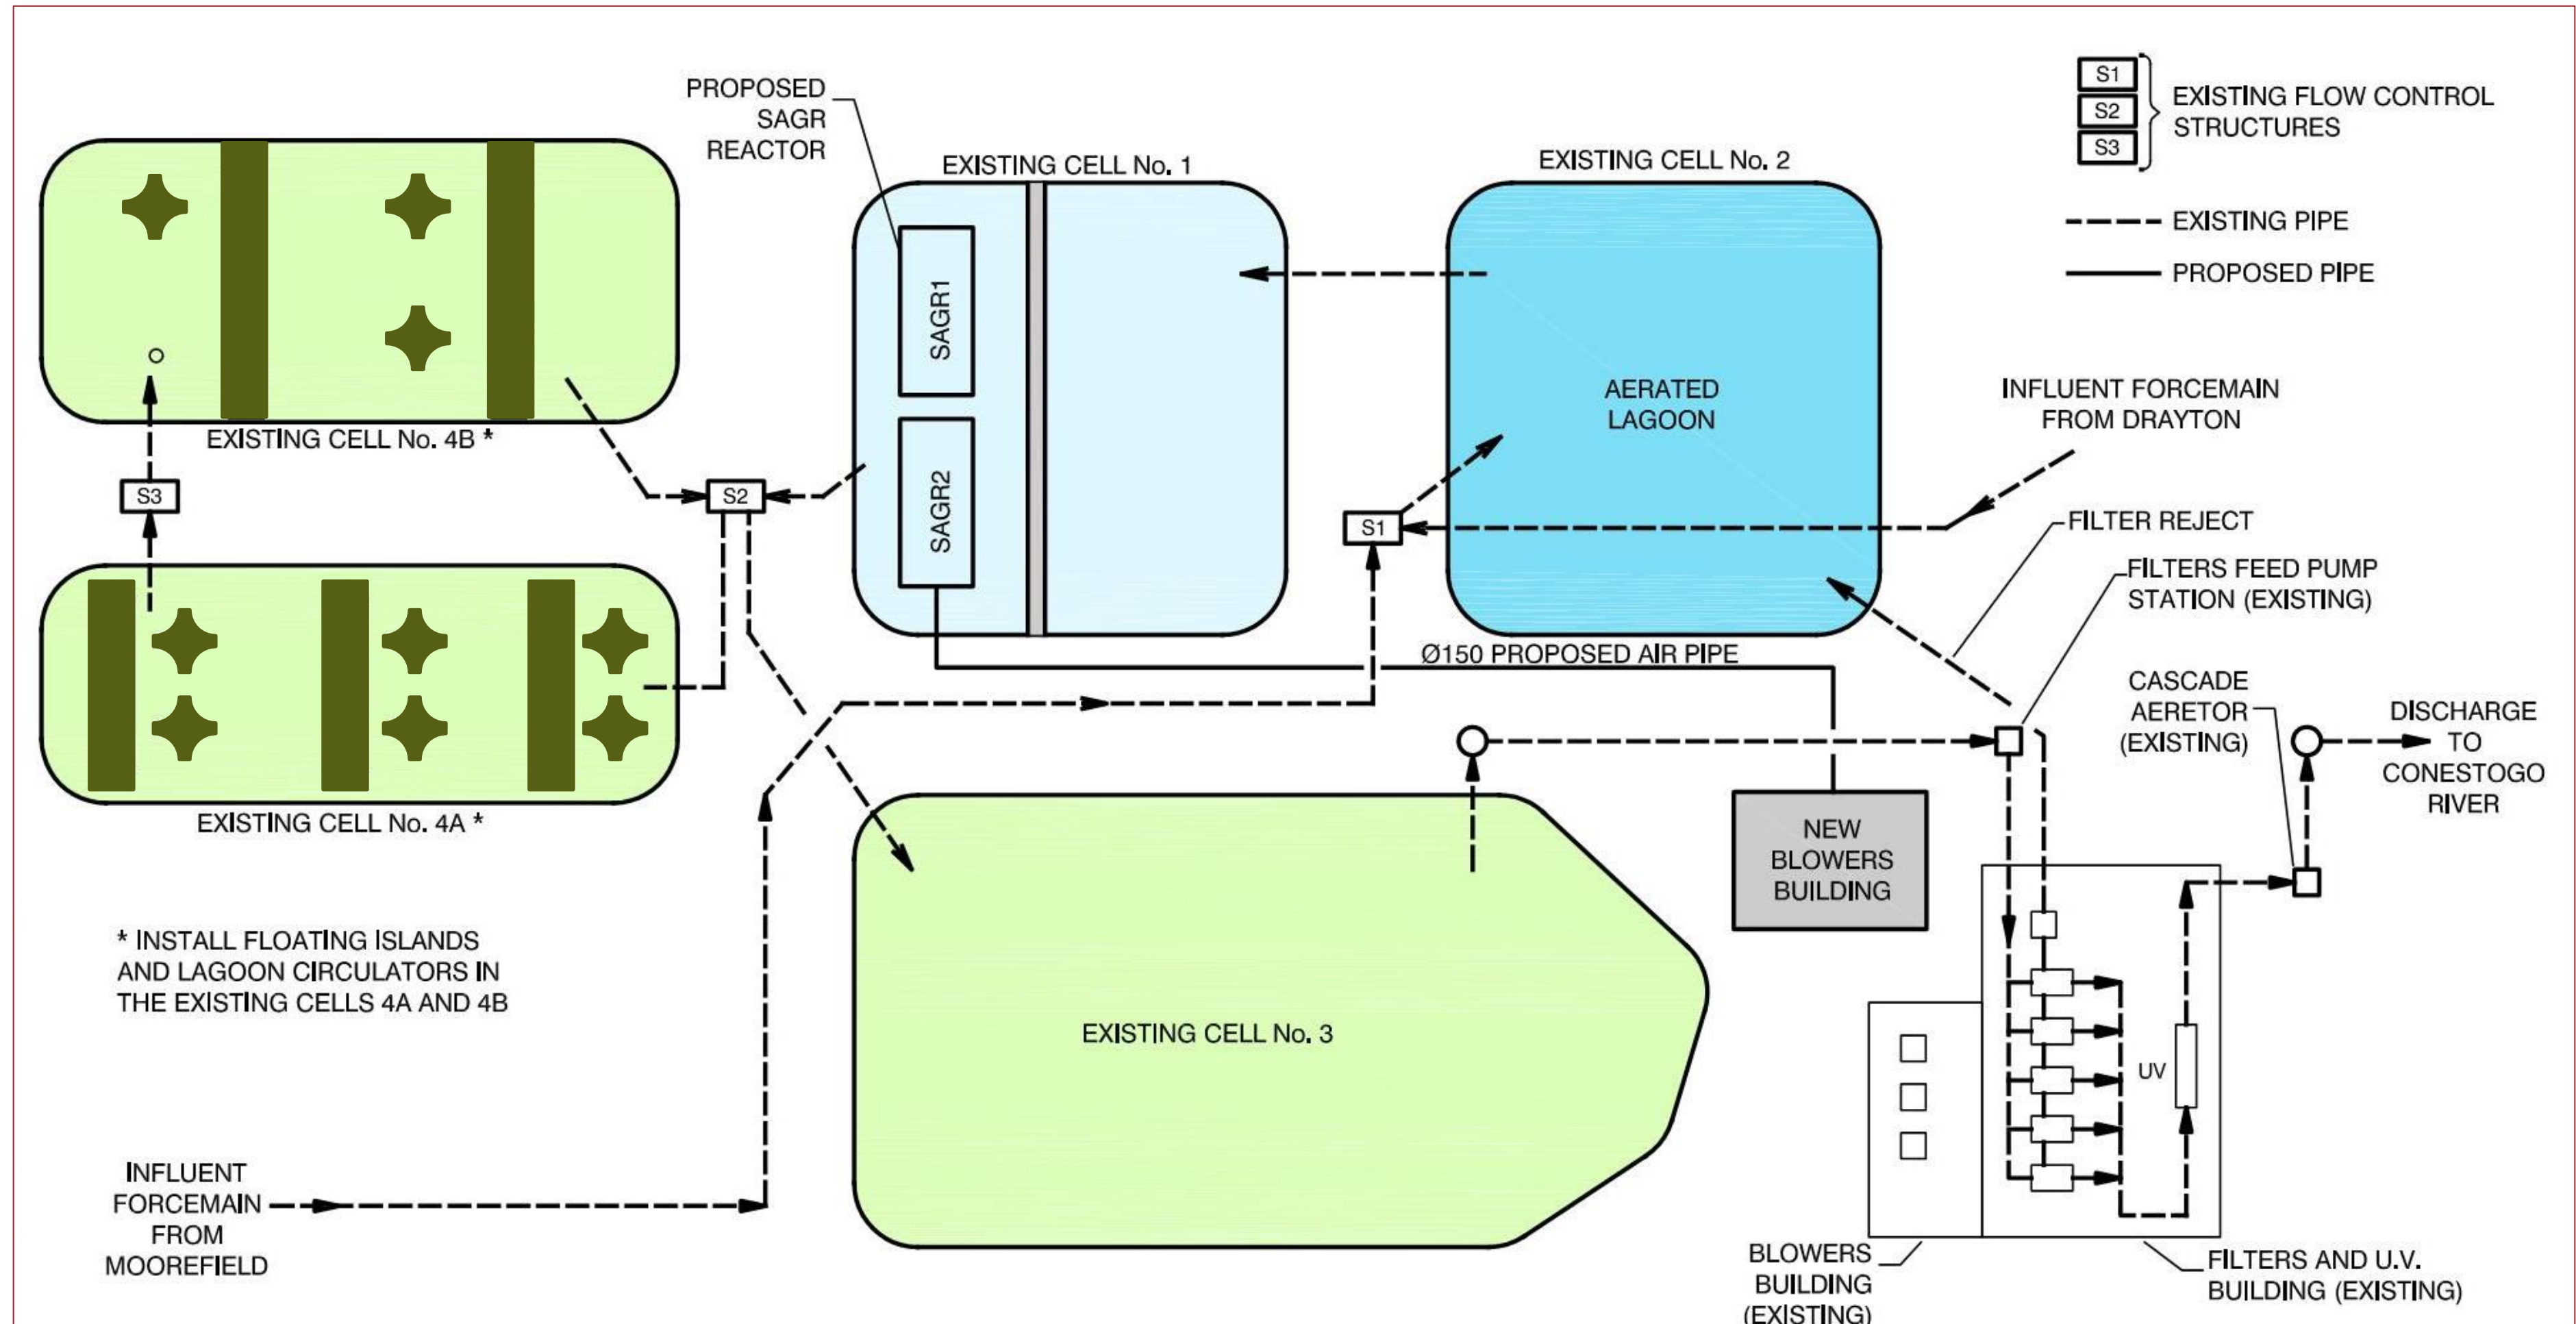 PROPOSED
SAGR
REACTOR
S1
S2
S3
EXISTING FLOW CONTROL
STRUCTURES
EXISTING PIPE
PROPOSED PIPE
EXISTING CELL No. 1
EXISTING CELL No. 2
SAGR1
SAGR2
AERATED
LAGOON
INFLUENT FORCEMAIN
FROM DRAYTON
EXISTING CELL No. 4B *
S3
S2
S1
FILTER REJECT
FILTERS FEED PUMP
STATION (EXISTING)
Ø150 PROPOSED AIR PIPE
CASCADE
AERETOR
(EXISTING)
DISCHARGE
TO
CONESTOGO
RIVER
EXISTING CELL No. 4A *
NEW
BLOWERS
BUILDING
* INSTALL FLOATING ISLANDS
AND LAGOON CIRCULATORS IN
THE EXISTING CELLS 4A AND 4B
EXISTING CELL No. 3
UV
INFLUENT
FORCEMAIN
FROM
MOOREFIELD
BLOWERS
BUILDING
(EXISTING)
FILTERS AND U.V.
BUILDING (EXISTING)